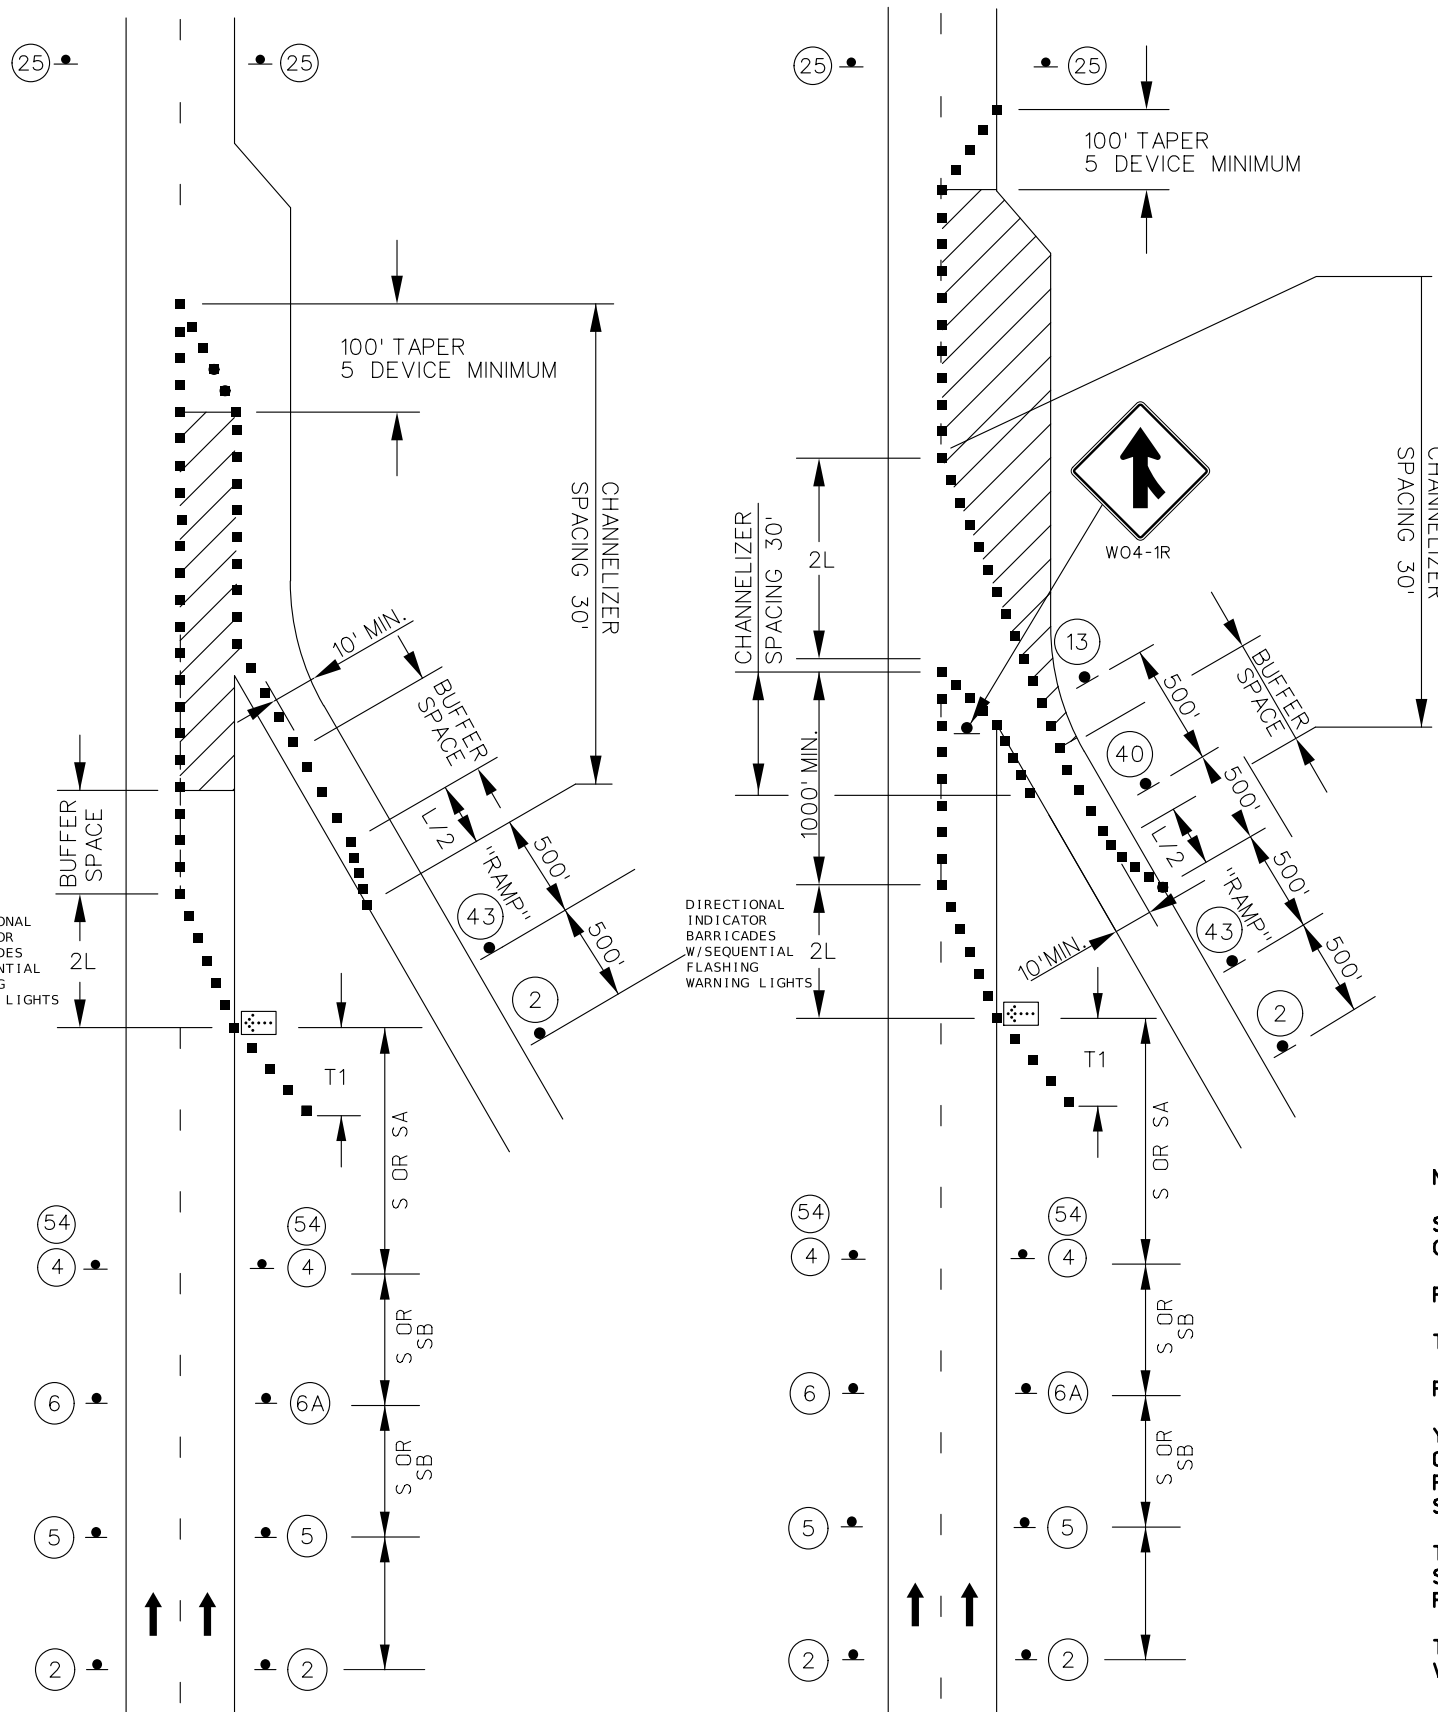 25
25
100' TAPER
5 DEVICE MINIMUM
CHANNELIZER
SPACING 30'
10' MIN.
BUFFER
SPACE
BUFFER
SPACE
L/2
"RAMP"
500'
43
500'
2
2L
LIGHTS
T1
S OR SA
54
4
54
4
S OR
SB
6
6A
S OR
SB
5
5
2
2
25
25
100' TAPER
5 DEVICE MINIMUM
CHANNELIZER
SPACING 30'
W04-1R
CHANNELIZER
SPACING 30'
2L
13
500'
BUFFER
SPACE
40
500'
1000' MIN.
L/2
"RAMP"
500'
43
500'
10'MIN.
2
DIRECTIONAL
INDICATOR
BARRICADES
W/SEQUENTIAL
FLASHING
WARNING LIGHTS
2L
T1
S OR SA
54
4
54
4
S OR
SB
6
6A
S OR
SB
5
5
2
2